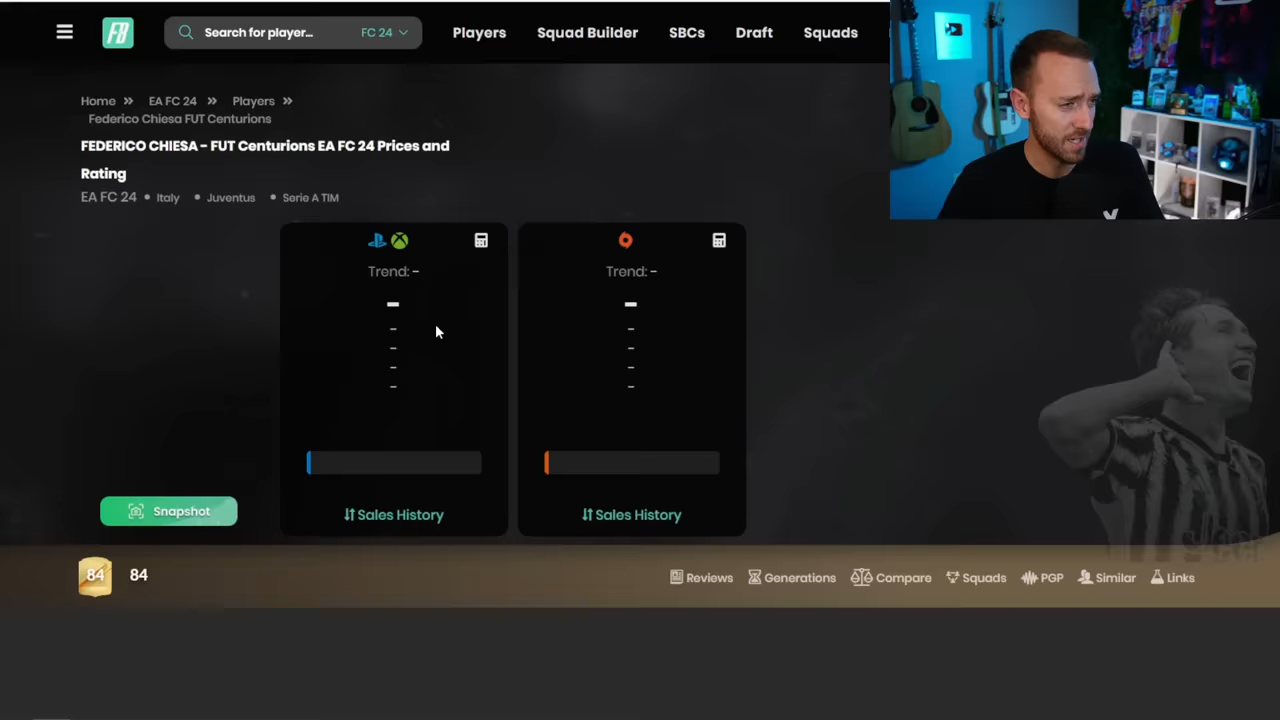 FB
Search for player...
FC 24
Players
Squad Builder
SBCs
Draft
Squads
Home » EA FC 24 » Players »
Federico Chiesa FUT Centurions
FEDERICO CHIESA - FUT Centurions EA FC 24 Prices and
Rating
EA FC 24 • Italy • Juventus • Serie A TIM
Trend: -
-
-
-
-
-
Sales History
Trend: -
-
-
-
-
-
Sales History
Snapshot
84
84
Reviews
Generations
Compare
Squads
PGP
Similar
Links